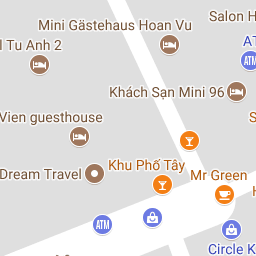 Salon H
Mini Gästehaus Hoan Vu
l Tu Anh 2
AT
ATM
Khách Sạn Mini 96
Vien guesthouse
S
Khu Phố Tây
Dream Travel
Mr Green
H
ATM
Circle K